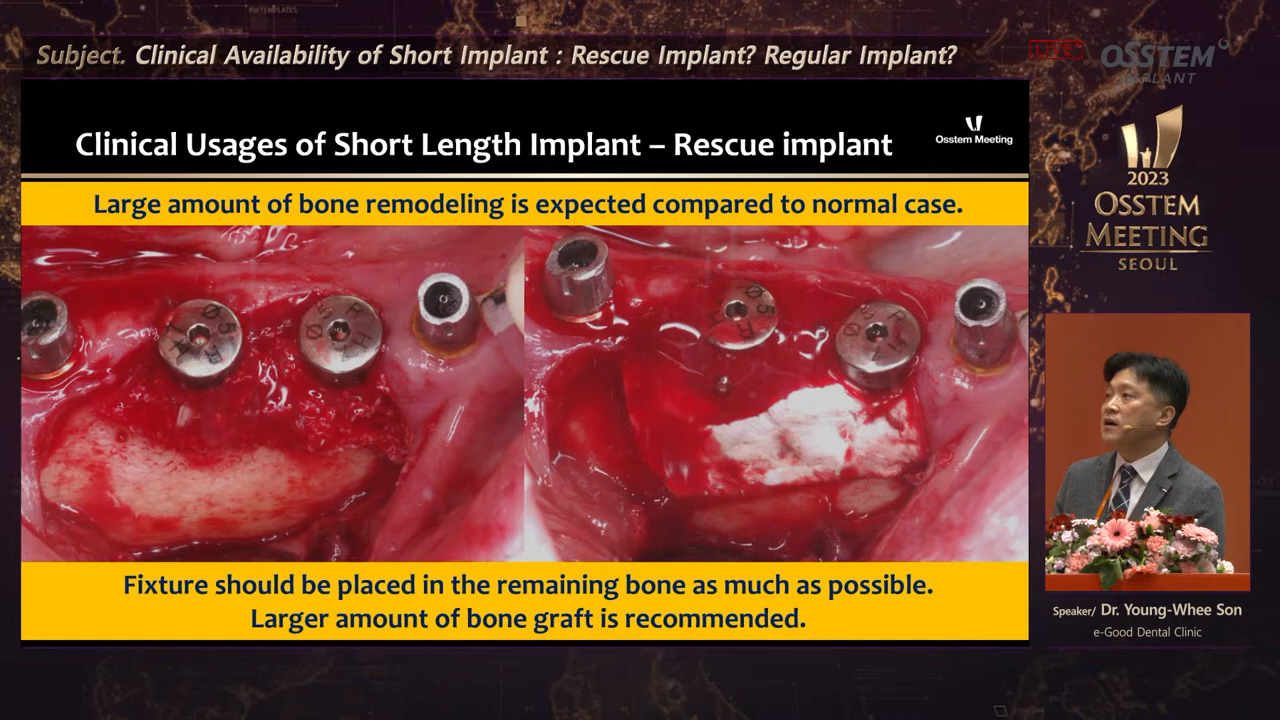 Subject. Clinical Availability of Short Implant : Rescue Implant? Regular Implant?
LIVE
OSSTEM
IMPLANT
Clinical Usages of Short Length Implant – Rescue implant
Osstem Meeting
Large amount of bone remodeling is expected compared to normal case.
Fixture should be placed in the remaining bone as much as possible.
Larger amount of bone graft is recommended.
2023
OSSTEM
MEETING
SEOUL
Speaker/ Dr. Young-Whee Son
e-Good Dental Clinic